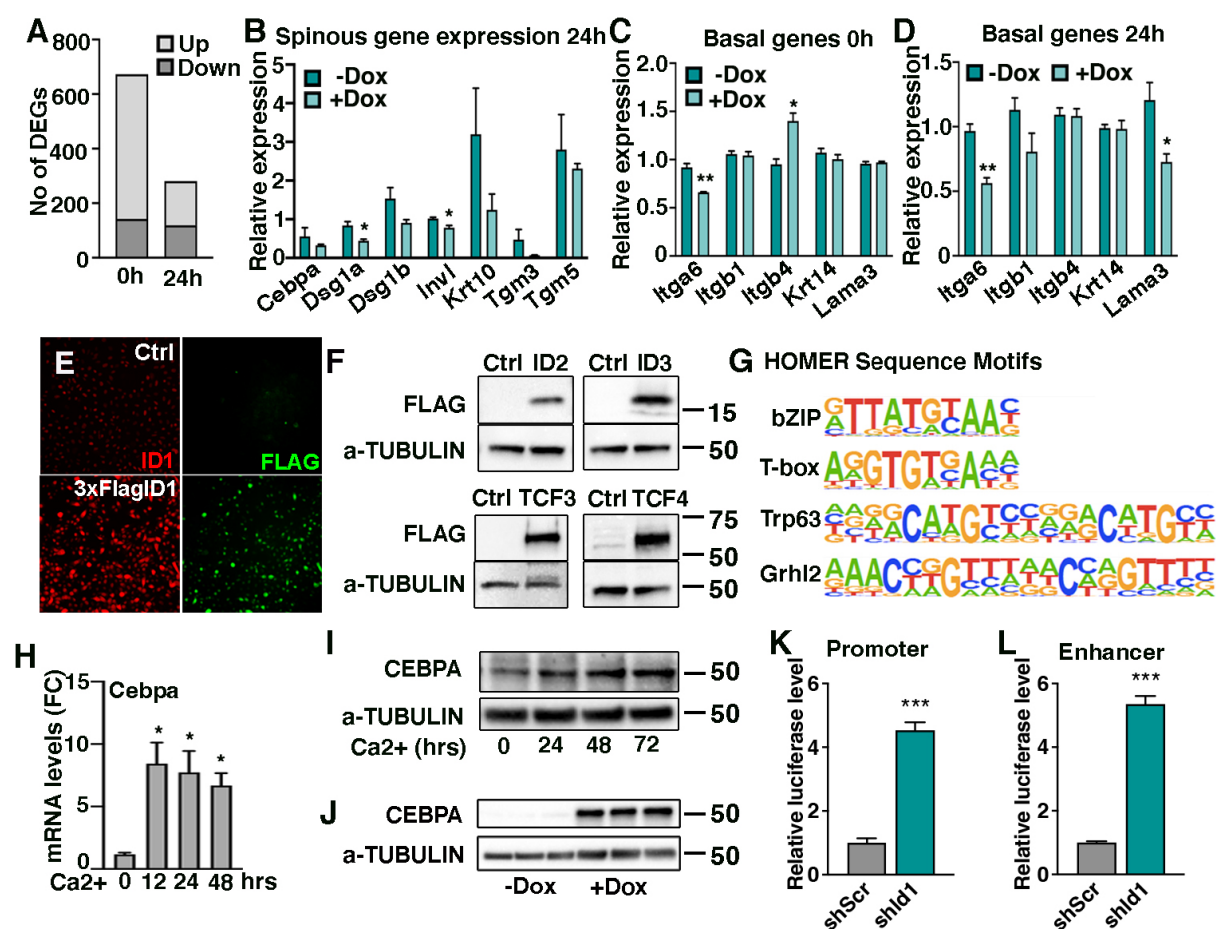 A
800
600
400
200
0
No of DEGs
Up
Down
0h
24h
B
Spinous gene expression 24h
Relative expression
5
4
3
2
1
0
-Dox
+Dox
*
*
Cebpa
Dsg1a
Dsg1b
Invl
Krt10
Tgm3
Tgm5
C
Basal genes 0h
Relative expression
2.0
1.5
1.0
0.5
0
-Dox
+Dox
**
*
Itga6
Itgb1
Itgb4
Krt14
Lama3
D
Basal genes 24h
Relative expression
1.5
1.0
0.5
0
-Dox
+Dox
**
*
Itga6
Itgb1
Itgb4
Krt14
Lama3
E
Ctrl
ID1
FLAG
3xFlagID1
F
Ctrl ID2
Ctrl ID3
FLAG
15
a-TUBULIN
50
Ctrl TCF3
Ctrl TCF4
75
FLAG
50
a-TUBULIN
50
G HOMER Sequence Motifs
bZIP
T-box
Trp63
Grhl2
H
mRNA levels (FC)
15
10
5
0
Cebpa
* * *
Ca2+ 0 12 24 48 hrs
I
CEBPA
50
a-TUBULIN
50
Ca2+ (hrs) 0 24 48 72
J
CEBPA
50
a-TUBULIN
50
-Dox +Dox
K
Promoter
Relative luciferase level
6
4
2
0
***
shScr
shId1
L
Enhancer
Relative luciferase level
6
4
2
0
***
shScr
shId1